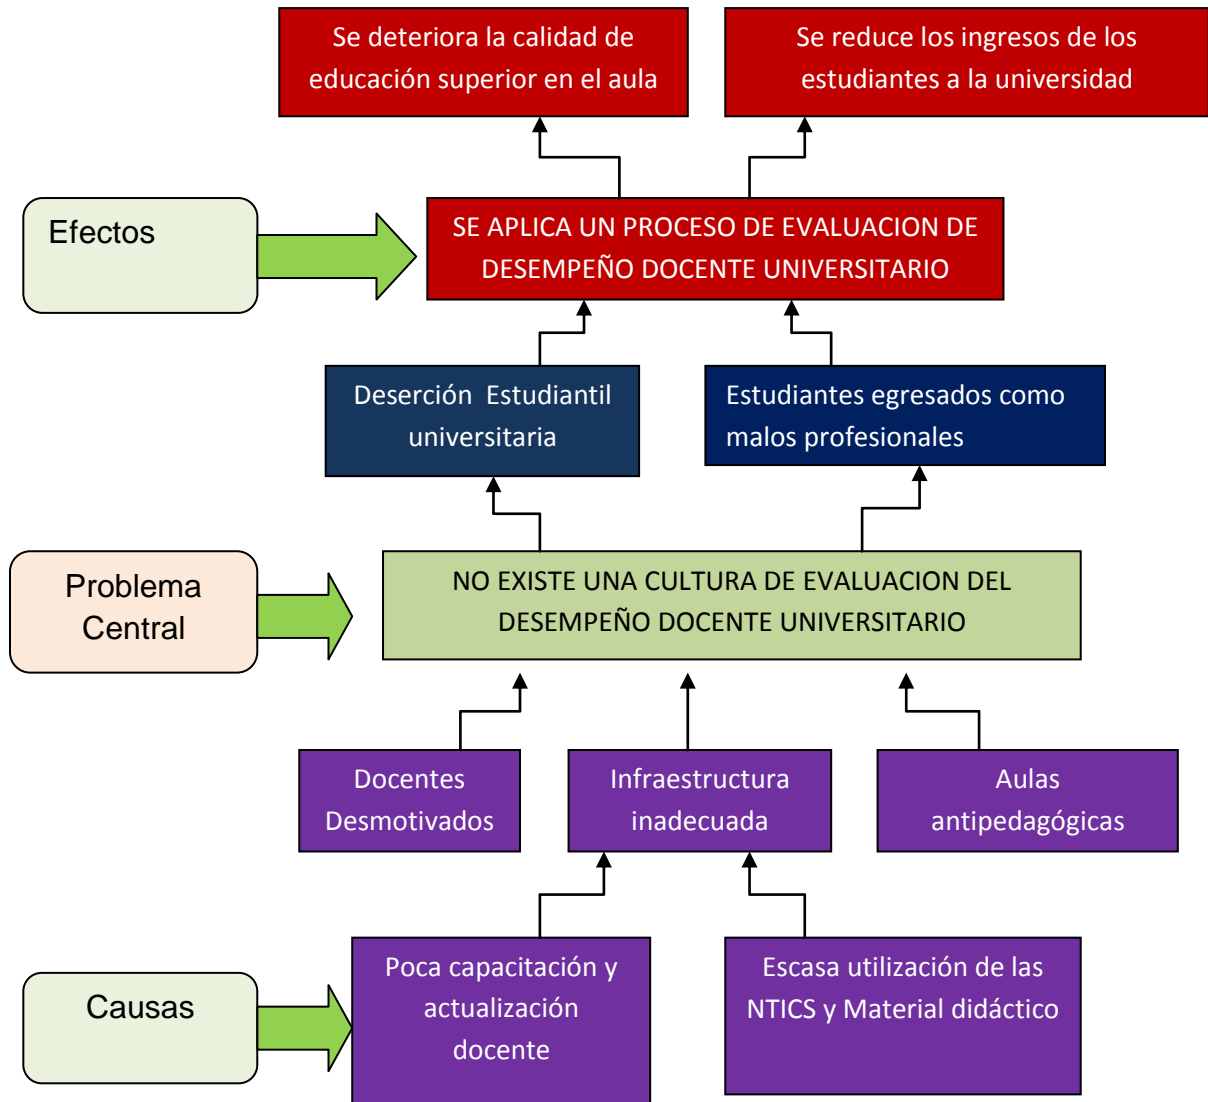 Se deteriora la calidad de
educación superior en el aula
Se reduce los ingresos de los
estudiantes a la universidad
Efectos
SE APLICA UN PROCESO DE EVALUACION DE
DESEMPEÑO DOCENTE UNIVERSITARIO
Deserción Estudiantil
universitaria
Estudiantes egresados como
malos profesionales
Problema
Central
NO EXISTE UNA CULTURA DE EVALUACION DEL
DESEMPEÑO DOCENTE UNIVERSITARIO
Docentes
Desmotivados
Infraestructura
inadecuada
Aulas
antipedagógicas
Causas
Poca capacitación y
actualización
docente
Escasa utilización de las
NTICS y Material didáctico